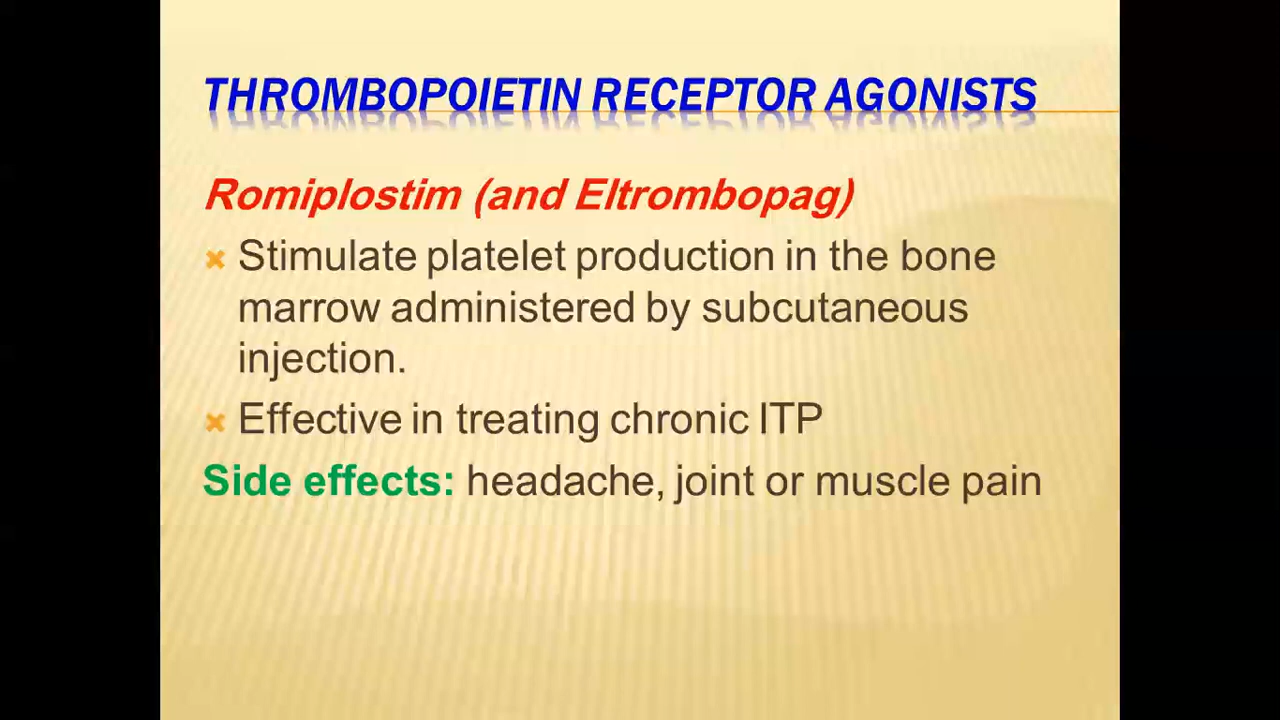 THROMBOPOIETIN RECEPTOR AGONISTS
Romiplostim (and Eltrombopag)
Stimulate platelet production in the bone
marrow administered by subcutaneous
injection.
Effective in treating chronic ITP
Side effects: headache, joint or muscle pain